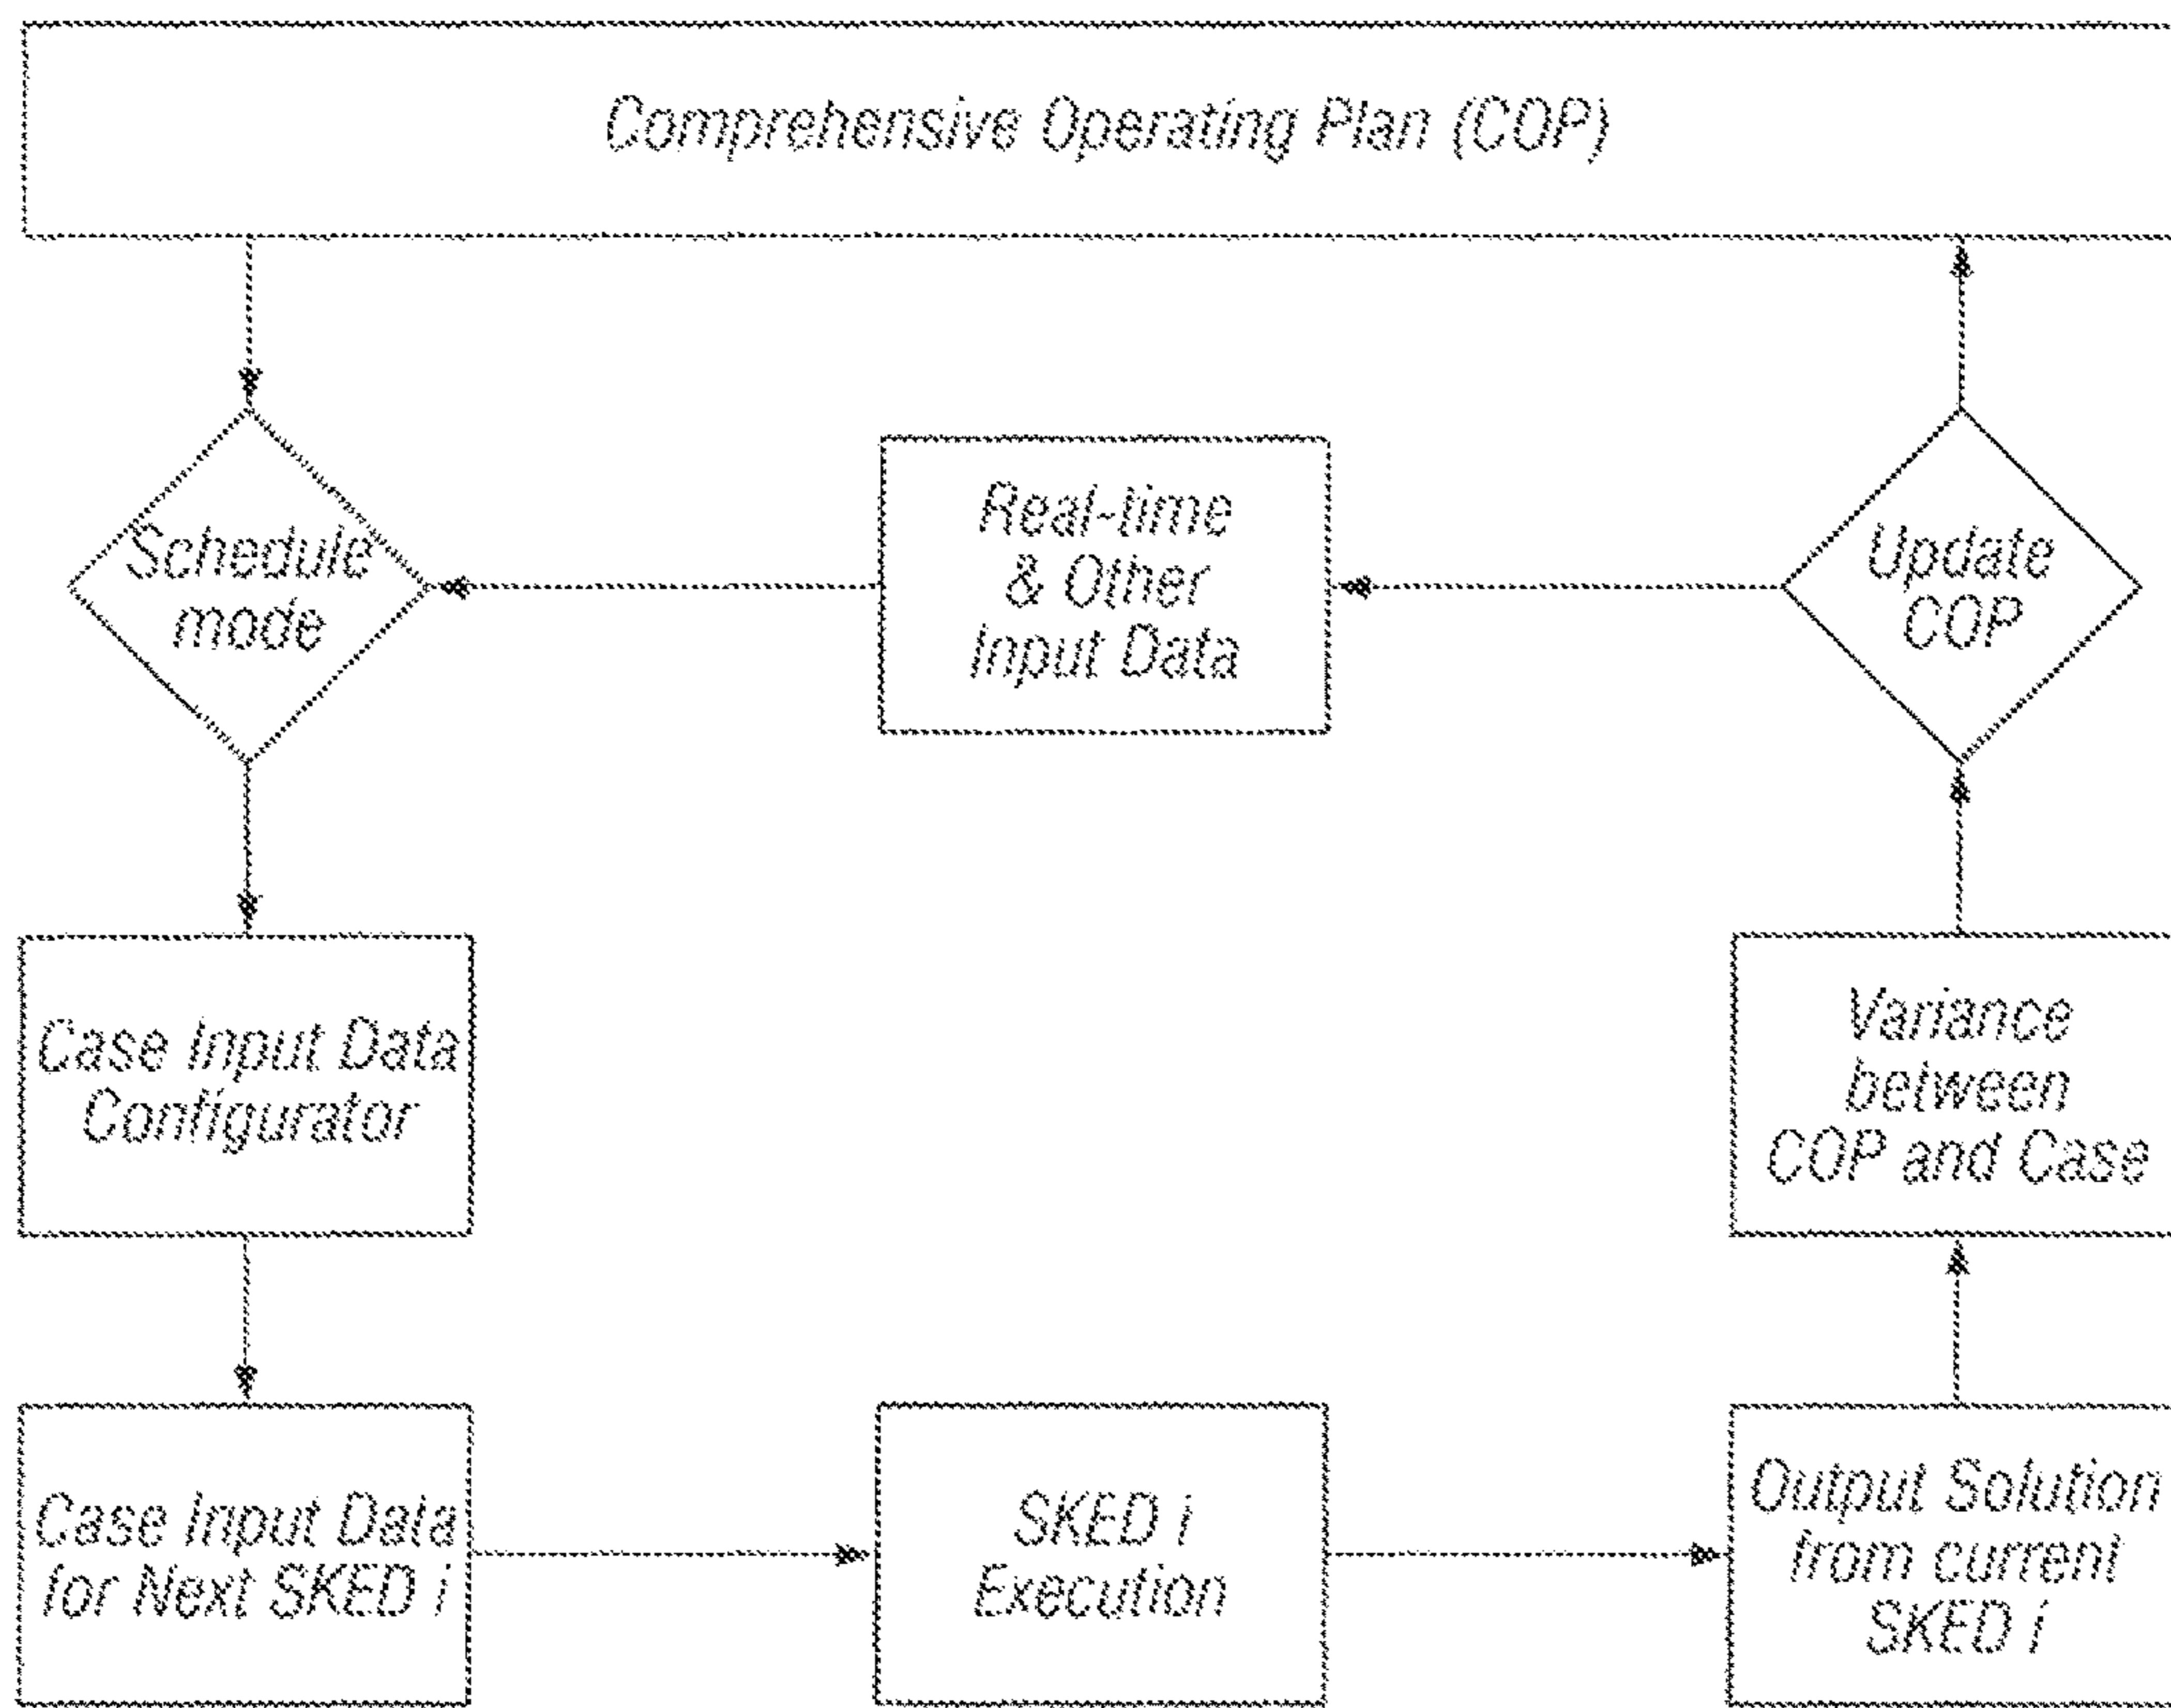 Comprehensive Operating Plan (COP)
Schedule
mode
Real-time
& Other
Input Data
Update
COP
Case Input Data
Configurator
Variance
between
COP and Case
Case Input Data
for Next SKED i
SKED i
Execution
Output Solution
from current
SKED i